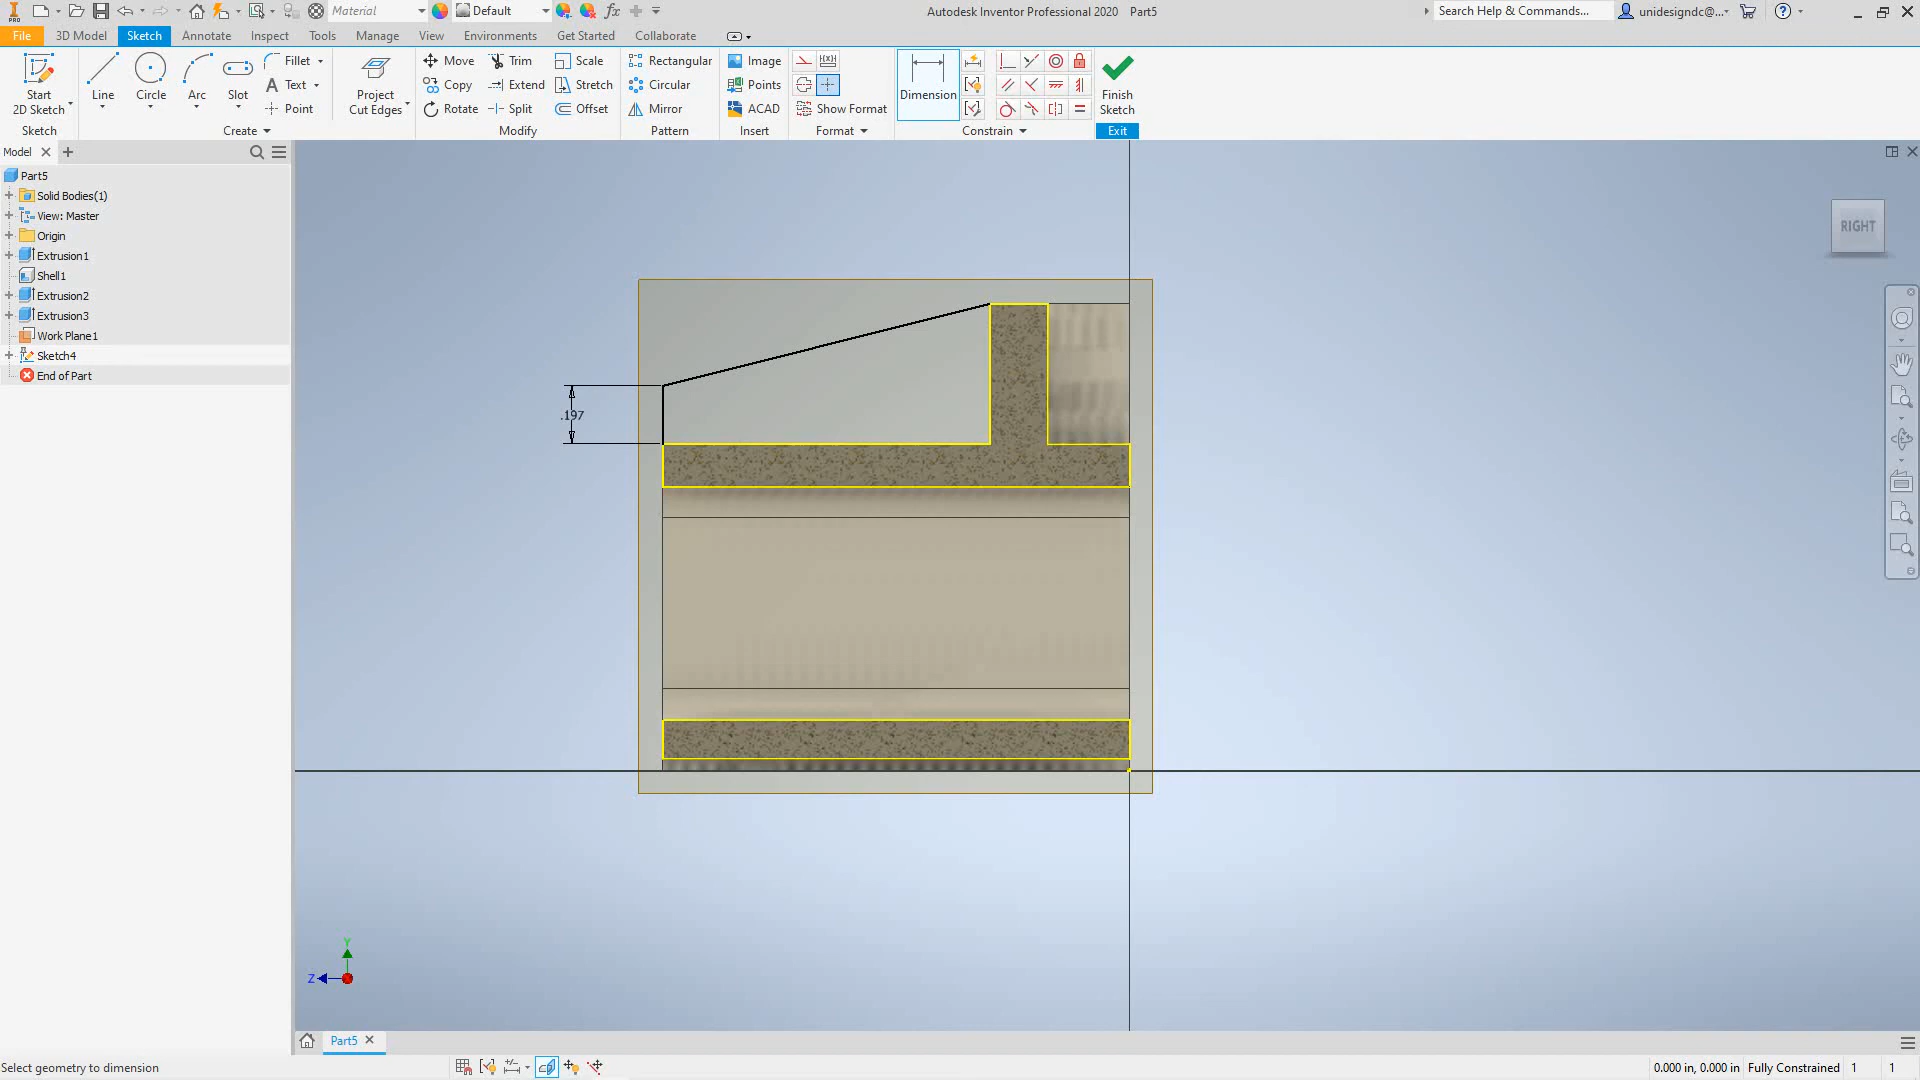 Material
Default
fx
Autodesk Inventor Professional 2020 Part5
Search Help & Commands...
unidesigndc@...
File 3D Model Sketch Annotate Inspect Tools Manage View Environments Get Started Collaborate
Start
2D Sketch
Sketch
Line
Circle
Arc
Slot
Fillet
Text
Point
Create
Project
Cut Edges
Move
Trim
Scale
Copy
Extend
Stretch
Rotate
Split
Offset
Modify
Rectangular
Circular
Mirror
Pattern
Image
Points
ACAD
Insert
Show Format
Format
Dimension
Constrain
Finish
Sketch
Exit
Model
Part5
Solid Bodies(1)
View: Master
Origin
Extrusion1
Shell1
Extrusion2
Extrusion3
Work Plane1
Sketch4
End of Part
RIGHT
.197
Y
Z
Part5
Select geometry to dimension
0.000 in, 0.000 in Fully Constrained 1 1